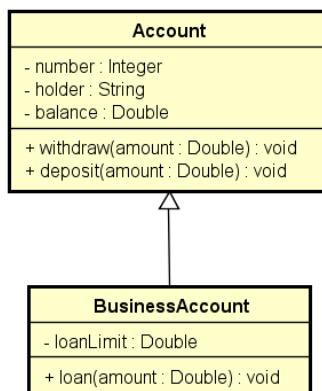 Account
- number : Integer
- holder : String
- balance : Double
+ withdraw(amount : Double) : void
+ deposit(amount : Double) : void
BusinessAccount
- loanLimit : Double
+ loan(amount : Double) : void